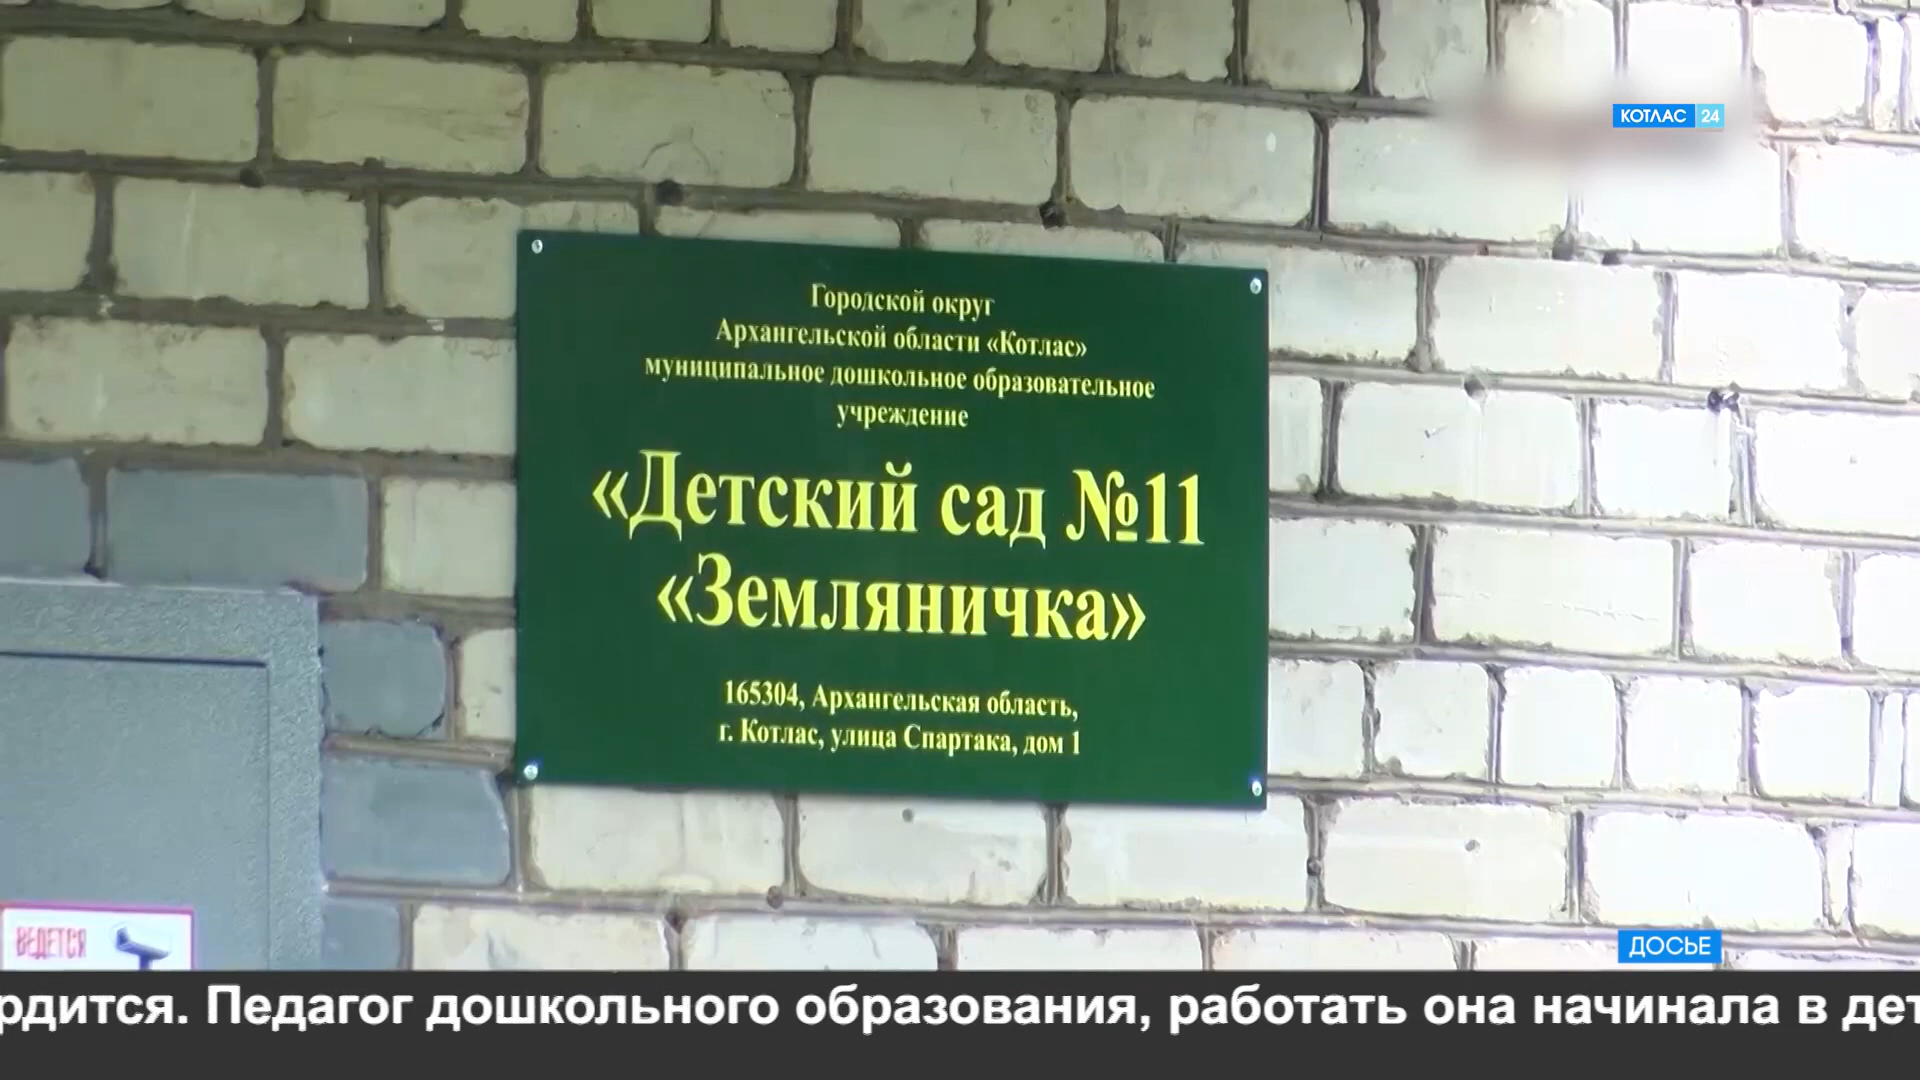 КОТЛАС 24
Городской округ
Архангельской области «Котлас»
муниципальное дошкольное образовательное
учреждение
«Детский сад №11
«Земляничка»
165304, Архангельская область,
г. Котлас, улица Спартака, дом 1
ВЕДЕТСЯ
ДОСЬЕ
рдится. Педагог дошкольного образования, работать она начинала в дет